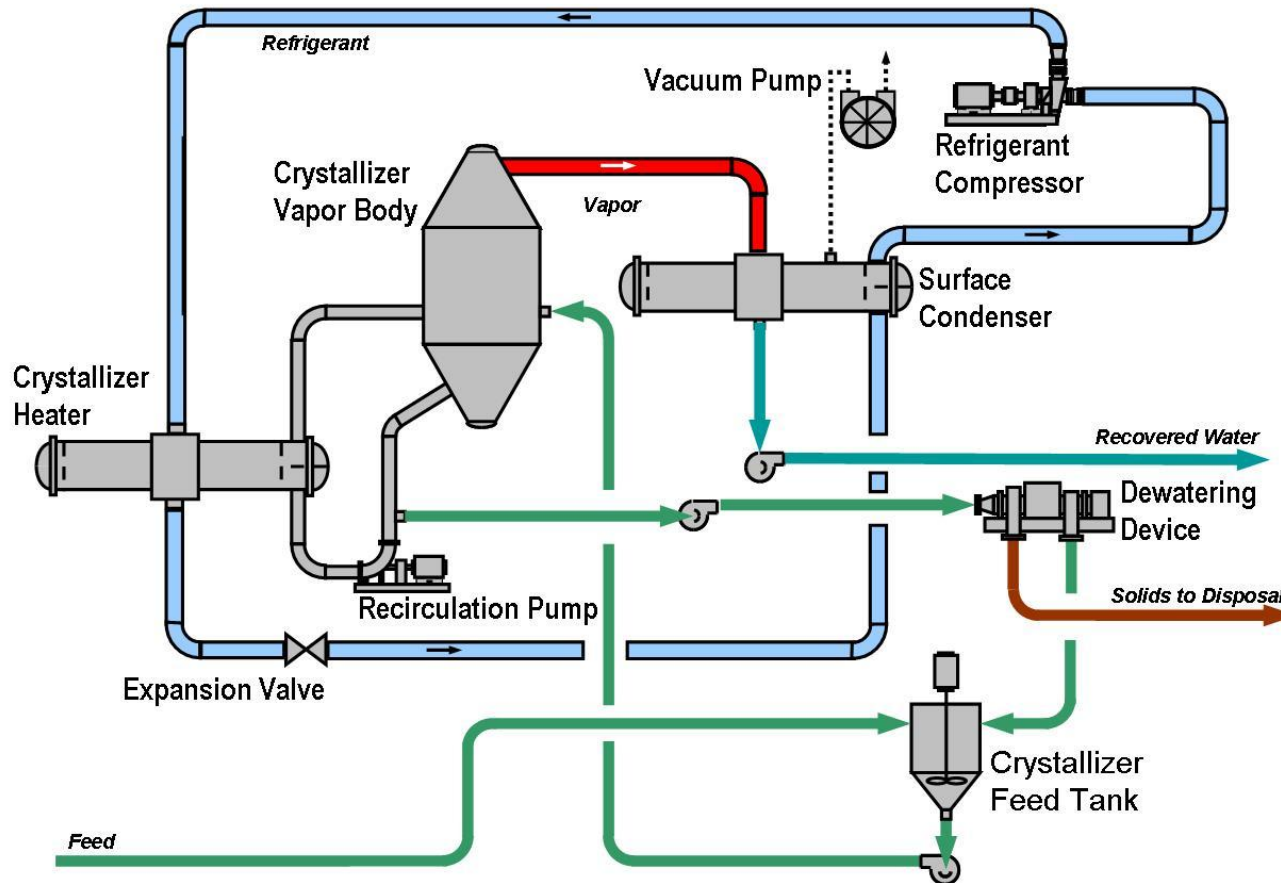 Refrigerant
Vacuum Pump
Refrigerant
Compressor
Crystallizer
Vapor Body
Vapor
Surface
Condenser
Crystallizer
Heater
Recovered Water
Dewatering
Device
Recirculation Pump
Solids to Disposal
Expansion Valve
Crystallizer
Feed Tank
Feed